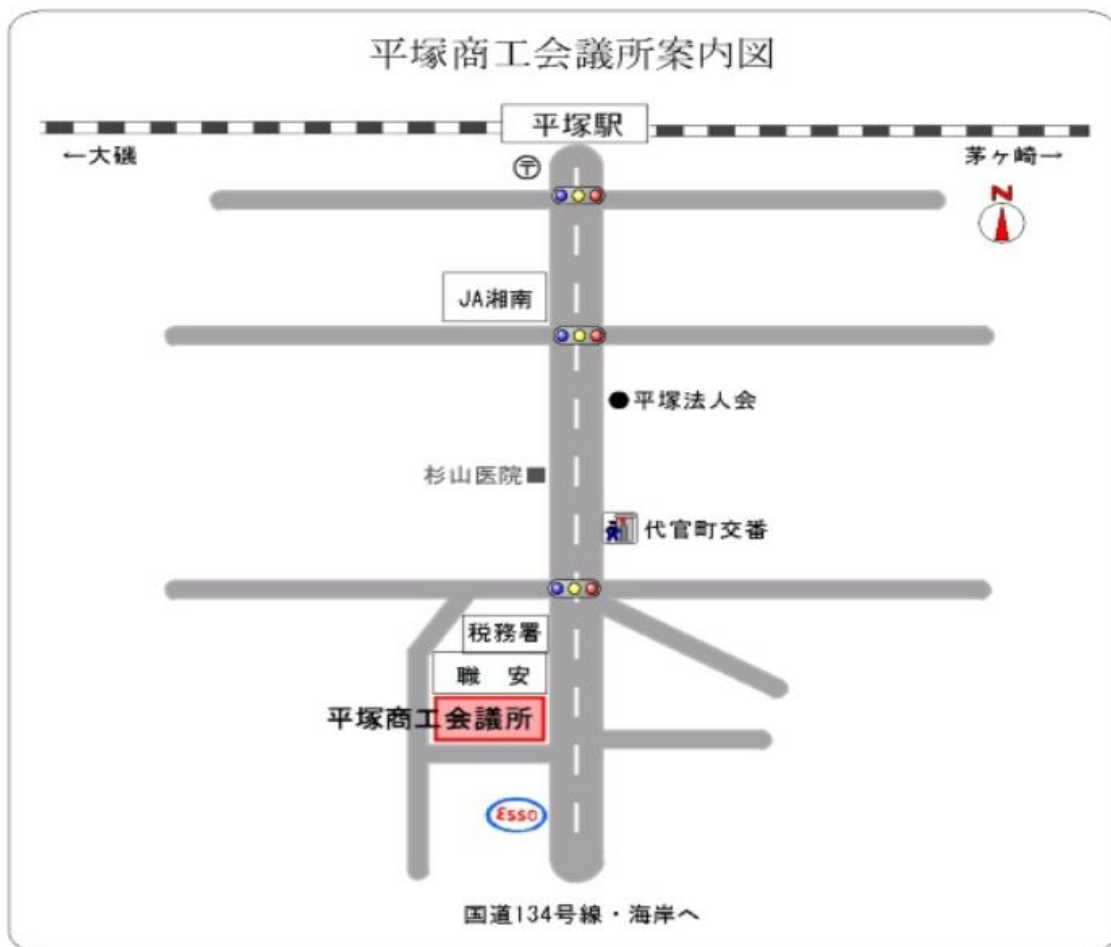 平塚商工会議所案内図
平塚駅
←大磯
茅ヶ崎→
〒
N
JA湘南
平塚法人会
杉山医院
代官町交番
税務署
職 安
平塚商工会議所
Esso
国道134号線・海岸へ